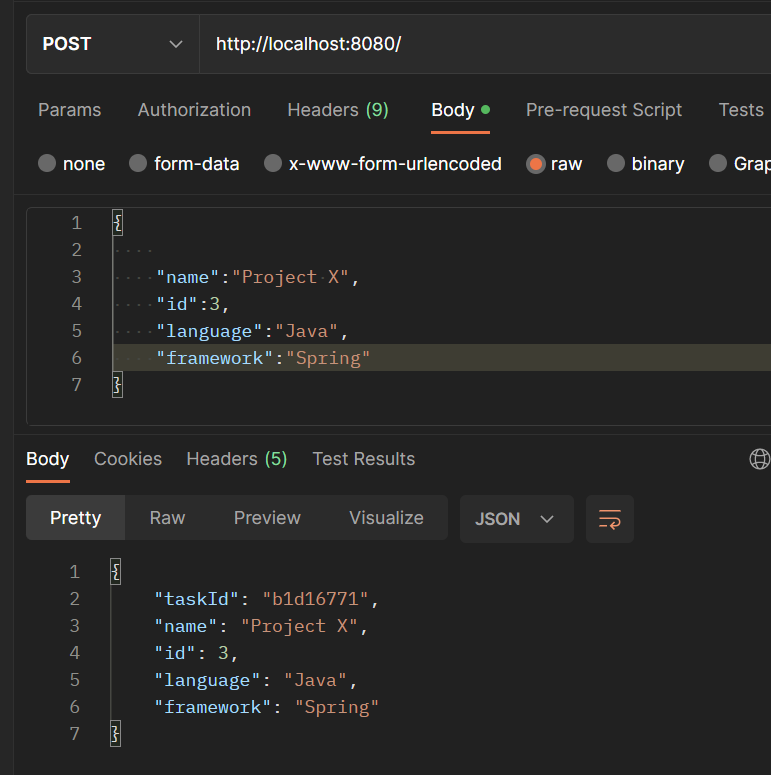 POST http://localhost:8080/
Params Authorization Headers (9) Body Pre-request Script Tests
none form-data x-www-form-urlencoded raw binary Grap
1 {
2
3 "name":"Project X",
4 "id":3,
5 "language":"Java",
6 "framework":"Spring"
7 }
Body Cookies Headers (5) Test Results
Pretty Raw Preview Visualize JSON
1 {
2 "taskId": "b1d16771",
3 "name": "Project X",
4 "id": 3,
5 "language": "Java",
6 "framework": "Spring"
7 }